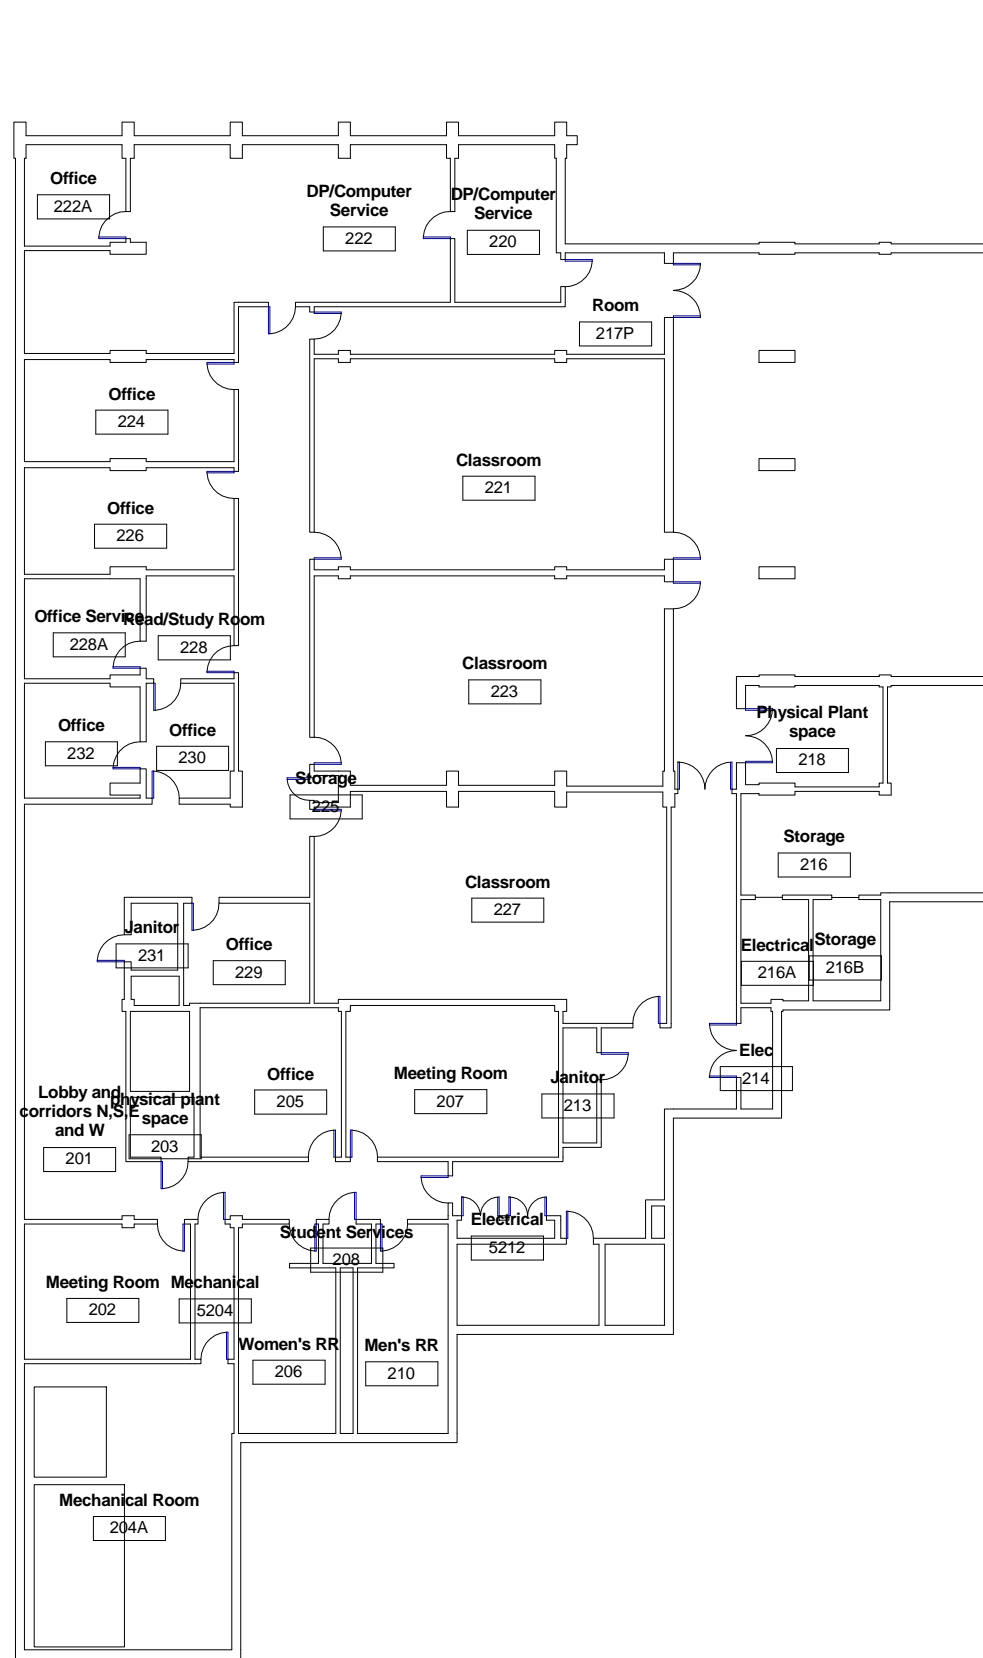 Office
222A
DP/Computer
Service
222
DP/Computer
Service
220
Room
217P
Office
224
Classroom
221
Office
226
Office Service
228A
Read/Study Room
228
Classroom
223
Office
232
Office
230
Physical Plant
space
218
Storage
225
Storage
216
Classroom
227
Janitor
231
Office
229
Electrical
216A
Storage
216B
Elec
214
Lobby and
corridors N,S,E
and W
201
physical plant
space
203
Office
205
Meeting Room
207
Janitor
213
Student Services
208
Electrical
5212
Meeting Room
202
Mechanical
5204
Women's RR
206
Men's RR
210
Mechanical Room
204A